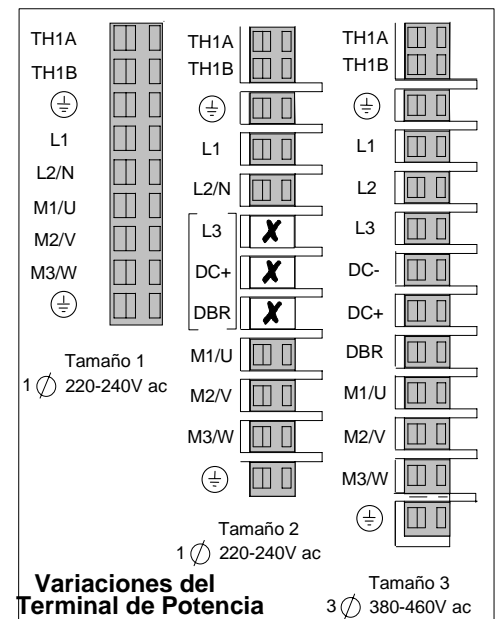 TH1A
TH1B
L1
L2/N
M1/U
M2/V
M3/W
Tamaño 1
1 ∅ 220-240V ac
TH1A
TH1B
L1
L2/N
L3
DC+
DBR
M1/U
M2/V
M3/W
Tamaño 2
1 ∅ 220-240V ac
TH1A
TH1B
L1
L2
L3
DC-
DC+
DBR
M1/U
M2/V
M3/W
Tamaño 3
3 ∅ 380-460V ac
Variaciones del
Terminal de Potencia